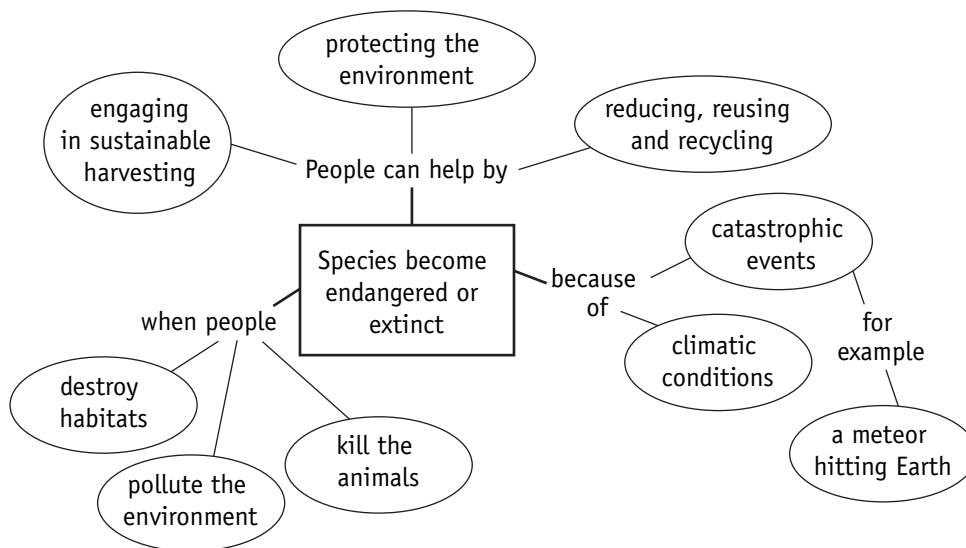 protecting the
environment
engaging
in sustainable
harvesting
reducing, reusing
and recycling
People can help by
Species become
endangered or
extinct
because
of
catastrophic
events
climatic
conditions
for
example
a meteor
hitting Earth
when people
destroy
habitats
pollute the
environment
kill the
animals